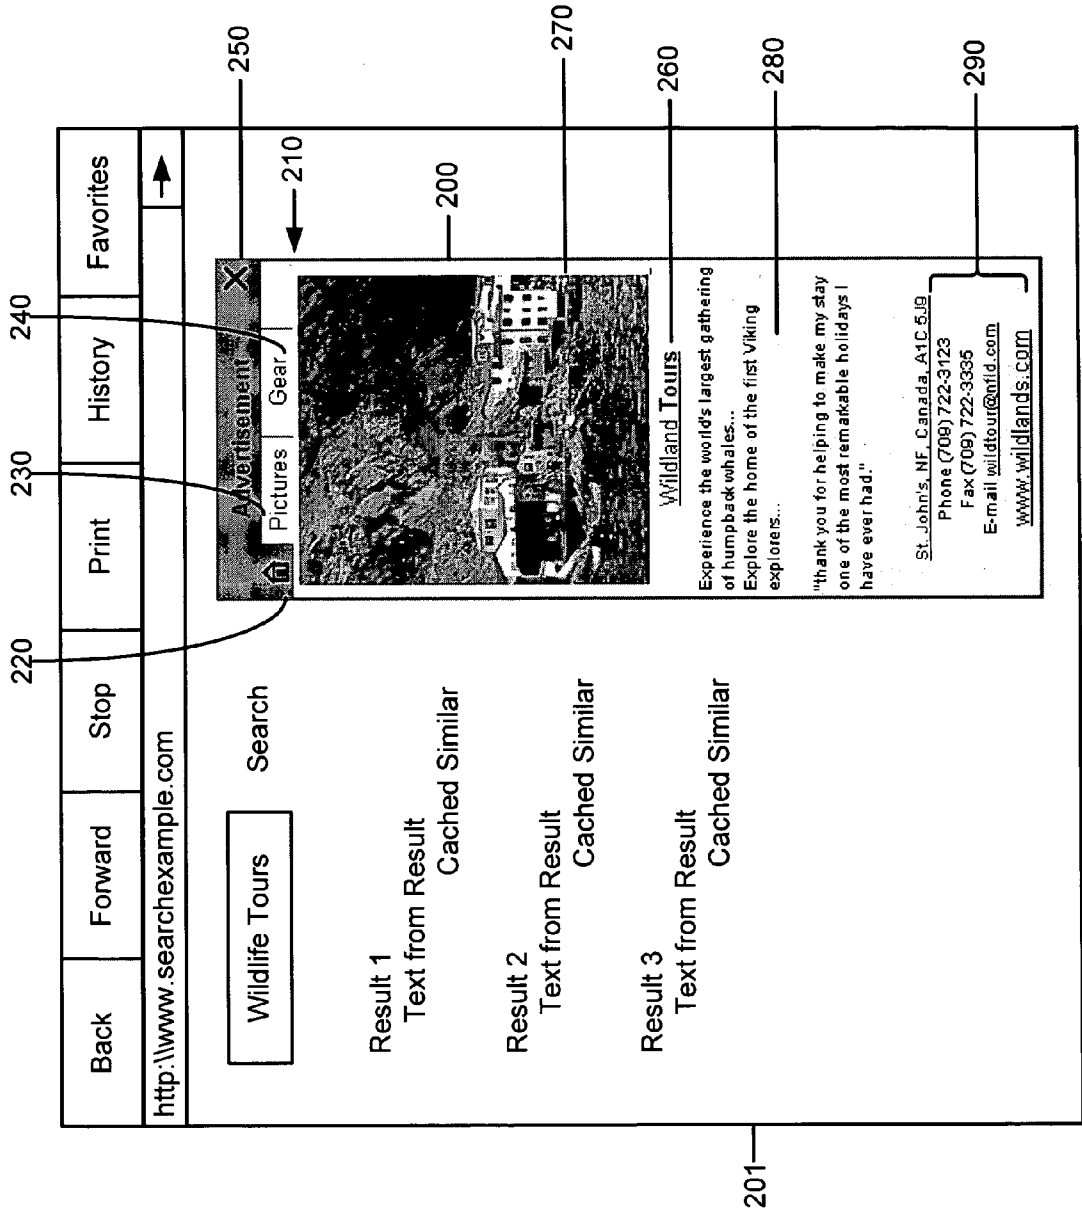 220
230
240
Back
Forward
Stop
Print
History
Favorites
http:\\www.searchexample.com
Wildlife Tours
Search
Result 1
Text from Result
Cached Similar
Result 2
Text from Result
Cached Similar
Result 3
Text from Result
Cached Similar
Advertisement
X
Pictures
Gear
Wildland Tours
Experience the world's largest gathering
of humpback whales...
Explore the home of the fist Viking
explorers...
"thank you for helping to make my stay
one of the most remarkable holidays I
have ever had."
St. John's, NF, Canada, A1C 5J9
Phone (709) 722-3123
Fax (709) 722-3335
E-mail wildtour@nfld.com
www.wildlands.com
250
210
200
270
260
280
290
201